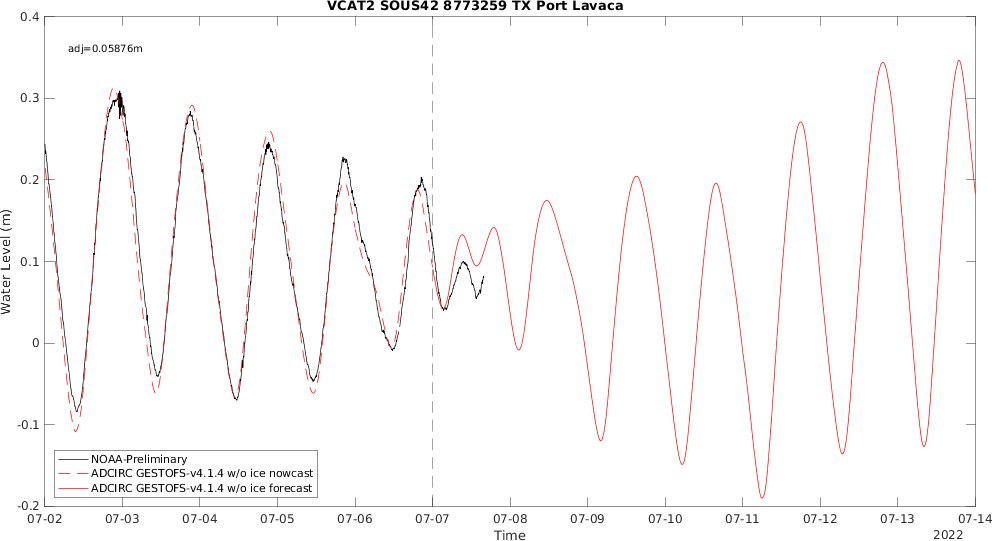 VCAT2 SOUS42 8773259 TX Port Lavaca
adj=0.05876m
0.4
0.3
0.2
0.1
0
-0.1
-0.2
Water Level (m)
NOAA-Preliminary
ADCIRC GESTOFS-v4.1.4 w/o ice nowcast
ADCIRC GESTOFS-v4.1.4 w/o ice forecast
07-02 07-03 07-04 07-05 07-06 07-07 07-08 07-09 07-10 07-11 07-12 07-13 07-14
Time
2022